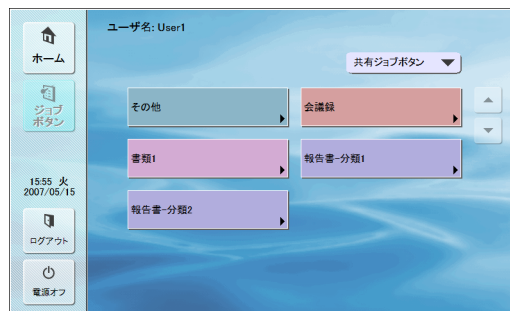 ユーザ名: User1
ホーム
共有ジョブボタン
ジョブ
ボタン
その他
会議録
書類1
報告書-分類1
15:55 火
2007/05/15
報告書-分類2
ログアウト
電源オフ